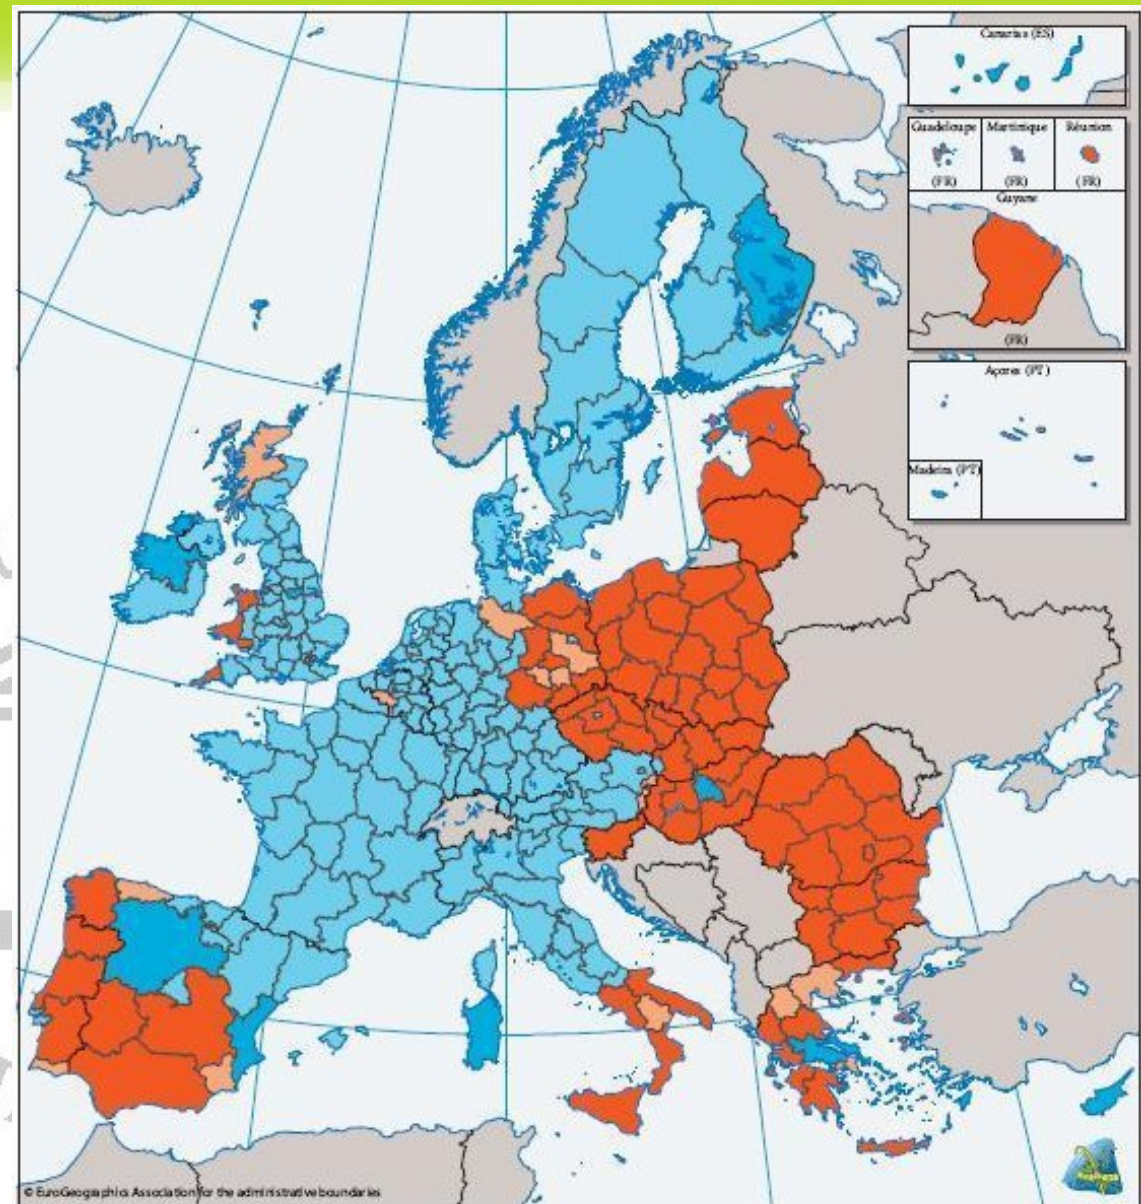 Canarias (ES)
Guadeloupe
Martinique
Réunion
(FR)
(FR)
(FR)
Guyane
(FR)
Açores (PT)
Madeira (PT)
© EuroGeographics Association for the administrative boundaries